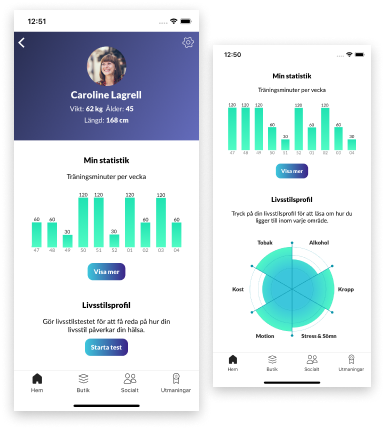 12:51
Caroline Lagrell
Vikt: 62 kg Ålder: 45
Längd: 168 cm
Min statistik
Träningsminuter per vecka
60 60 30 120 120 30 120 60 120 60
47 48 49 50 51 52 01 02 03 04
Visa mer
Livsstilsprofil
Gör livsstilstestet för att få reda på hur din
livsstil påverkar din hälsa.
Starta test
Hem Butik Socialt Utmaningar
12:50
Min statistik
Träningsminuter per vecka
120 120 120 60 30 120 60 120 60 30
47 48 49 50 51 52 01 02 03 04
Visa mer
Livsstilsprofil
Tryck på din livsstilsprofil för att läsa om hur du
ligger till inom varje område.
Tobak Alkohol
Kost Kropp
Motion Stress & Sömn
Hem Butik Socialt Utmaningar